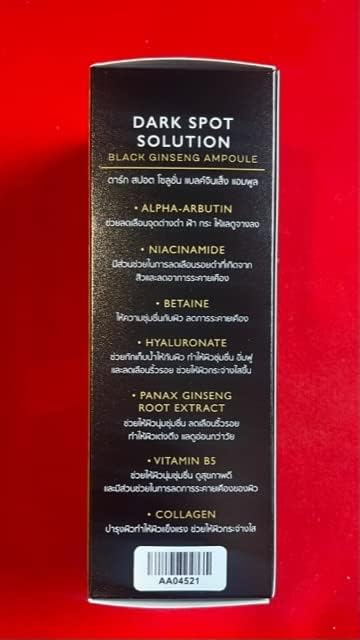 DARK SPOT
SOLUTION
BLACK GINSENG AMPOULE
ดาร์ก สปอต โซลูชั่น แบลคจินเส็ง แอมพูล
• ALPHA-ARBUTIN
ช่วยลดเลือนจุดด่างดำ ฝ้า กระ ให้แลดูจางลง
• NIACINAMIDE
มีส่วนช่วยในการลดเลือนรอยดำที่เกิดจาก
สิวและลดอาการระคายเคือง
• BETAINE
ให้ความชุ่มชื่นกับผิว ลดการระคายเคือง
• HYALURONATE
ช่วยกักเก็บน้ำให้กับผิว ทำให้ผิวชุ่มชื่น อิ่มฟู
และลดเลือนริ้วรอย ช่วยให้ผิวกระจ่างใสขึ้น
• PANAX GINSENG
ROOT EXTRACT
ช่วยให้ผิวนุ่มชุ่มชื่น ลดเลือนริ้วรอย
ทำให้ผิวเต่งตึง แลดูอ่อนกว่าวัย
• VITAMIN B5
ช่วยให้ผิวนุ่มชุ่มชื่น ดูสุขภาพดี
และมีส่วนช่วยในการลดการระคายเคืองของผิว
• COLLAGEN
บำรุงผิวทำให้ผิวแข็งแรง ช่วยให้ผิวกระจ่างใส
AA04521